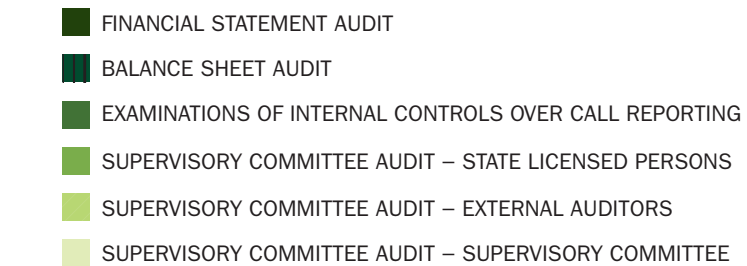 FINANCIAL STATEMENT AUDIT
BALANCE SHEET AUDIT
EXAMINATIONS OF INTERNAL CONTROLS OVER CALL REPORTING
SUPERVISORY COMMITTEE AUDIT – STATE LICENSED PERSONS
SUPERVISORY COMMITTEE AUDIT – EXTERNAL AUDITORS
SUPERVISORY COMMITTEE AUDIT – SUPERVISORY COMMITTEE